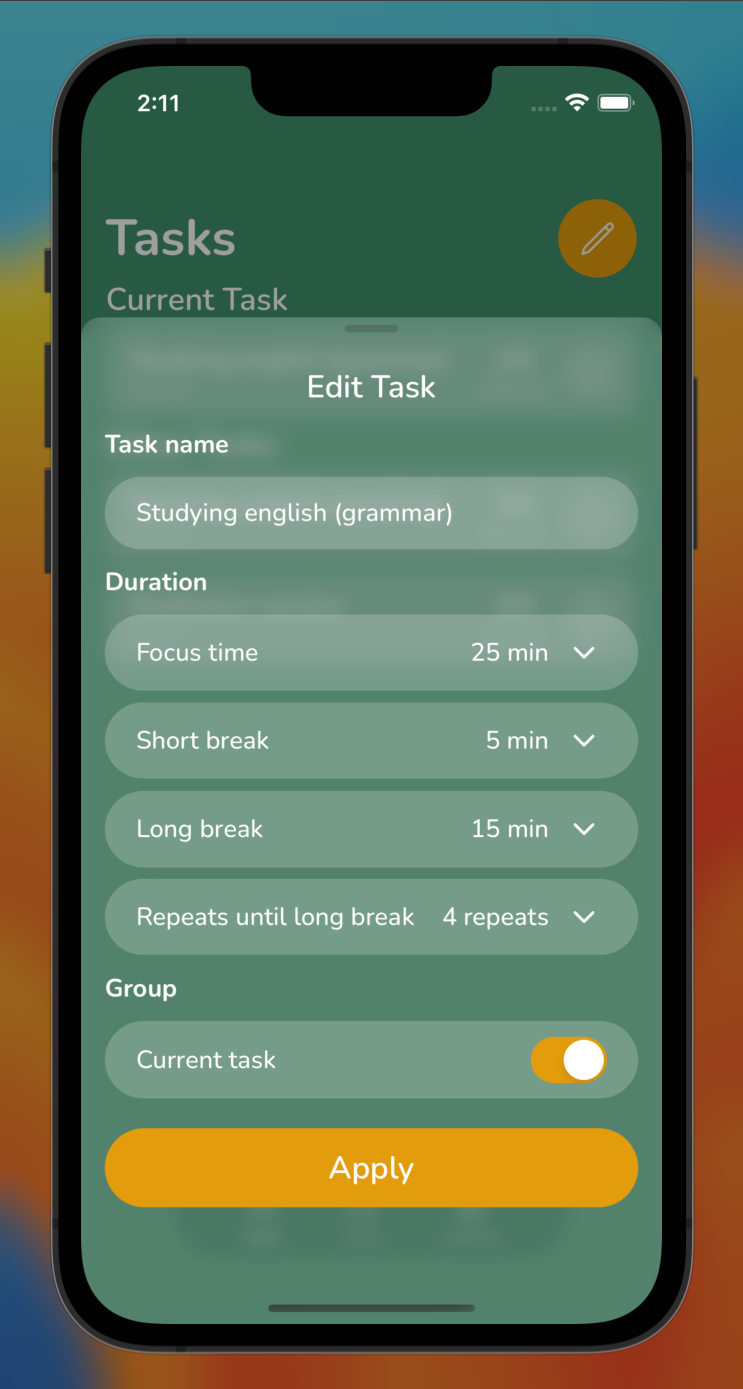 2:11
Tasks
Current Task
Edit Task
Task name
Studying english (grammar)
Duration
Focus time 25 min
Short break 5 min
Long break 15 min
Repeats until long break 4 repeats
Group
Current task
Apply